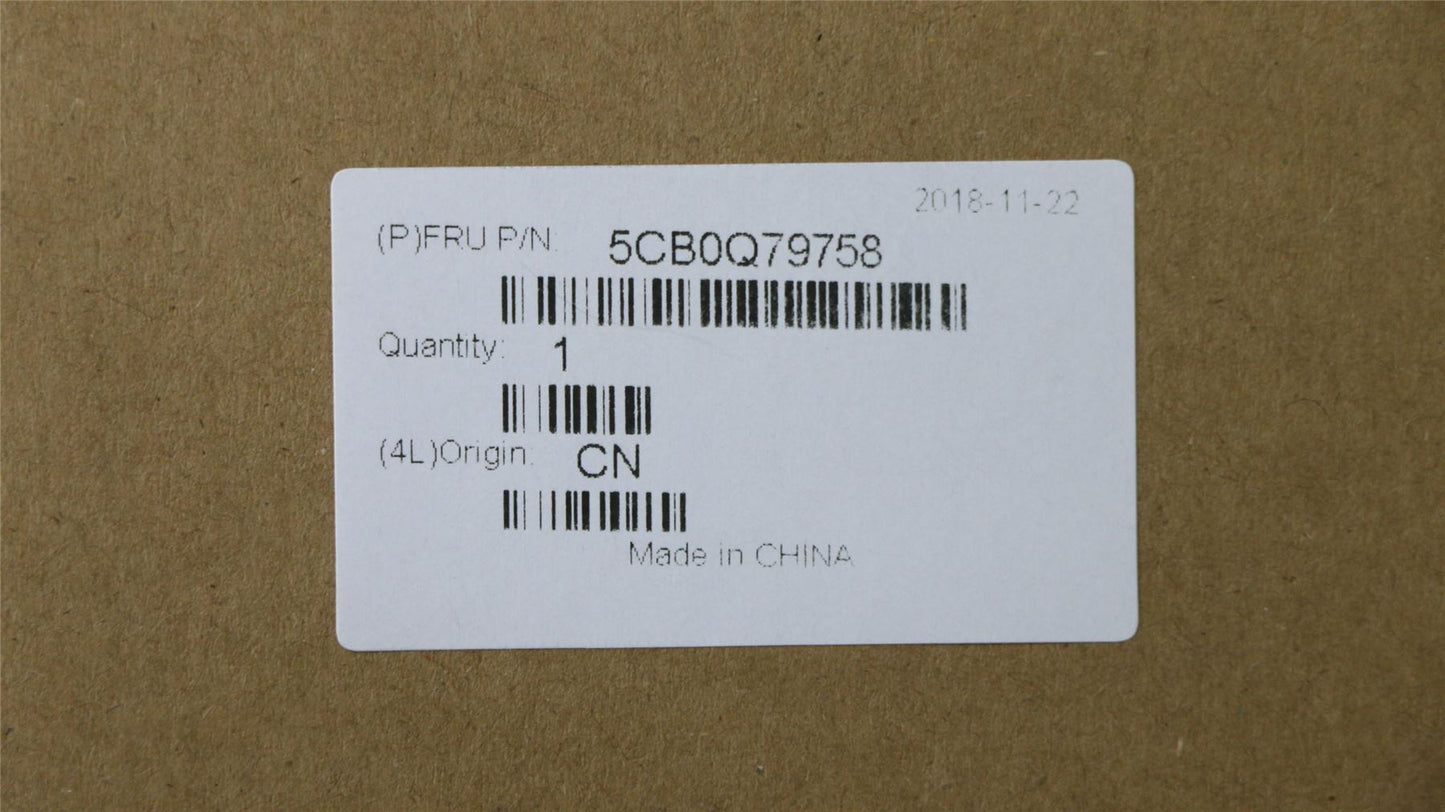 2018-11-22
(P)FRU P/N: 5CB0Q79758
Quantity: 1
(4L)Origin: CN
Made in CHINA